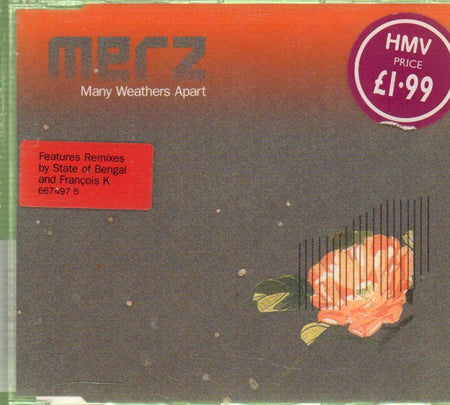 merz
Many Weathers Apart
HMV
PRICE
£1·99
Features Remixes
by State of Bengal
and François K
667497 5